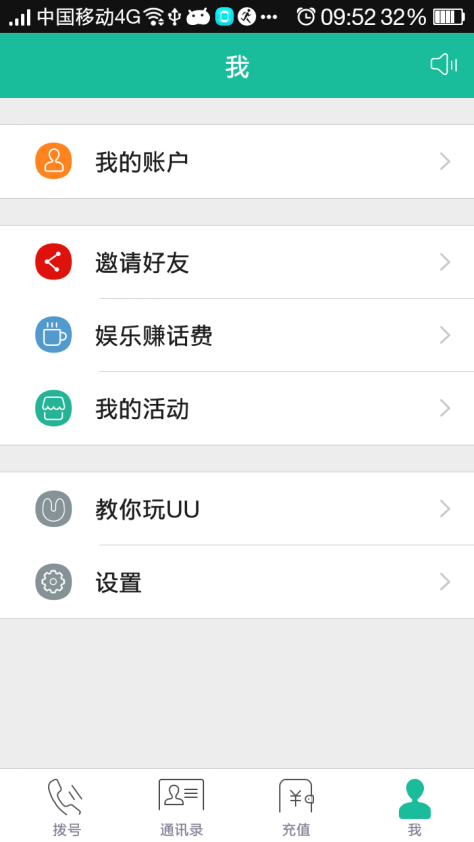 中国移动4G 09:52 32%
我
我的账户
邀请好友
娱乐赚话费
我的活动
教你玩UU
设置
拨号 通讯录 充值 我